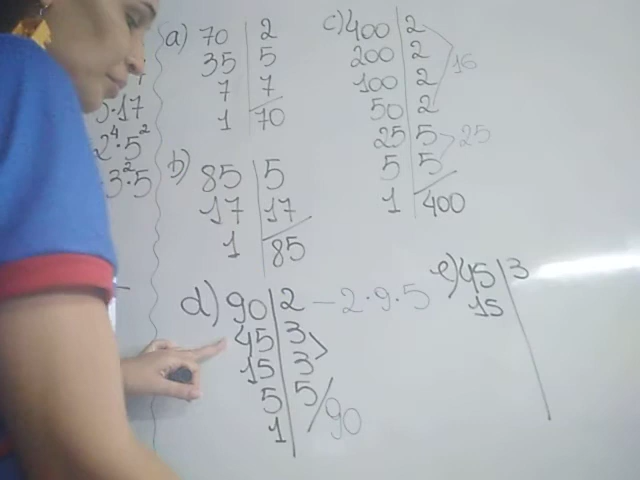 5·17
2⁴·5²
3²·5
a) 70 | 2
35 | 5
7 | 7
1 | 70
b) 85 | 5
17 | 17
1 | 85
c) 400 | 2
200 | 2
100 | 2 16
50 | 2
25 | 5 25
5 | 5
1 | 400
d) 90 | 2 — 2·9·5
45 | 3
15 | 3
5 | 5
1 | 90
e) 45 | 3
15